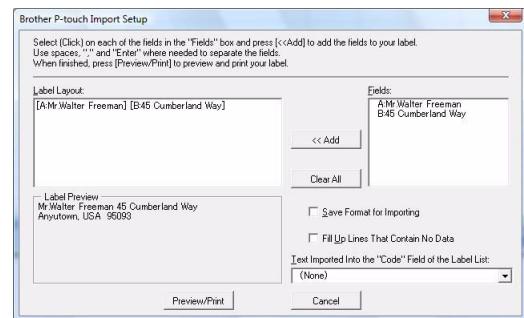 Brother P-touch Import Setup
Select (Click) on each of the fields in the "Fields" box and press [<<Add] to add the fields to your label.
Use spaces, "," and "Enter" where needed to separate the fields.
When finished, press [Preview/Print] to preview and print your label.
Label Layout:
Fields:
[A:Mr.Walter Freeman] [B:45 Cumberland Way]
A:Mr.Walter Freeman
B:45 Cumberland Way
<< Add
Clear All
Label Preview
Mr.Walter Freeman 45 Cumberland Way
Anyutown, USA 95093
Save Format for Importing
Fill Up Lines That Contain No Data
Text Imported Into the "Code" Field of the Label List:
(None)
Preview/Print
Cancel